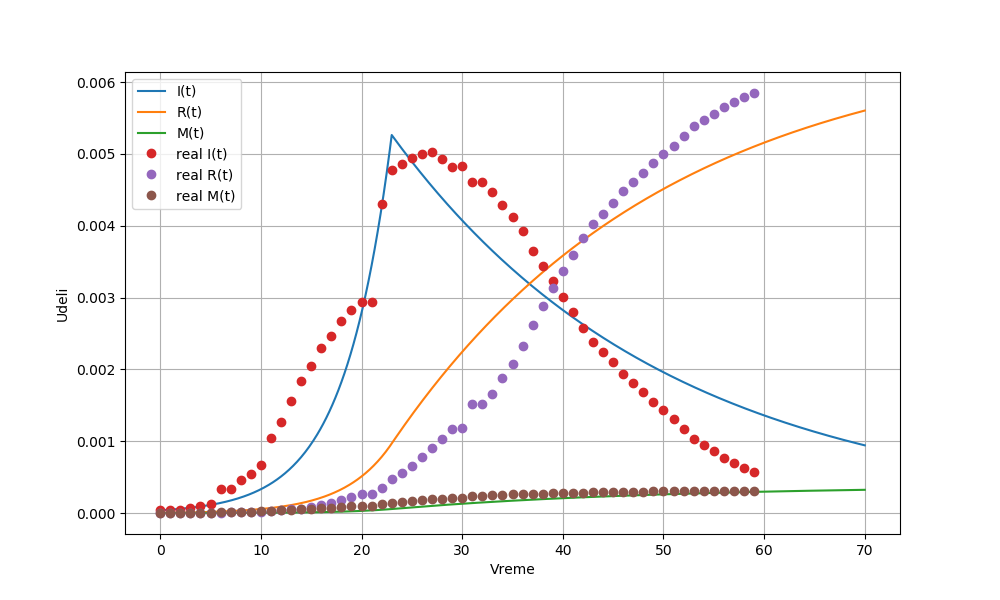 I(t)
R(t)
M(t)
real I(t)
real R(t)
real M(t)
0.006
0.005
0.004
0.003
0.002
0.001
0.000
Udeli
0 10 20 30 40 50 60 70
Vreme